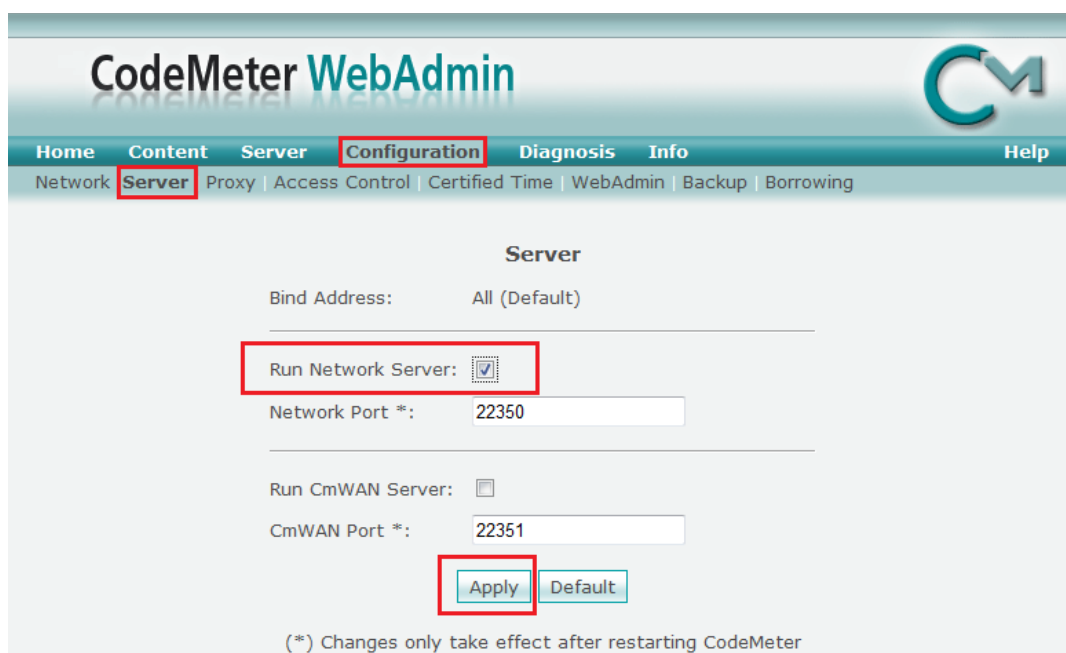 CodeMeter WebAdmin
CM
Home Content Server Configuration Diagnosis Info Help
Network Server Proxy | Access Control | Certified Time | WebAdmin | Backup | Borrowing
Server
Bind Address: All (Default)
Run Network Server:
Network Port *: 22350
Run CmWAN Server:
CmWAN Port *: 22351
Apply Default
(*) Changes only take effect after restarting CodeMeter